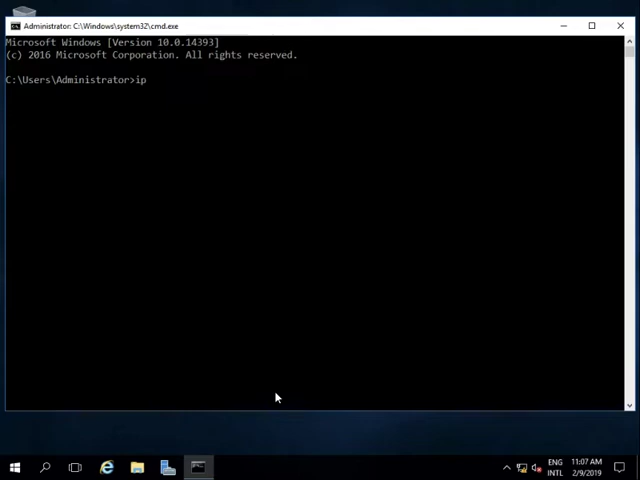 Administrator: C:\Windows\system32\cmd.exe
Microsoft Windows [Version 10.0.14393]
(c) 2016 Microsoft Corporation. All rights reserved.
C:\Users\Administrator>ip
ENG
INTL
11:07 AM
2/9/2019